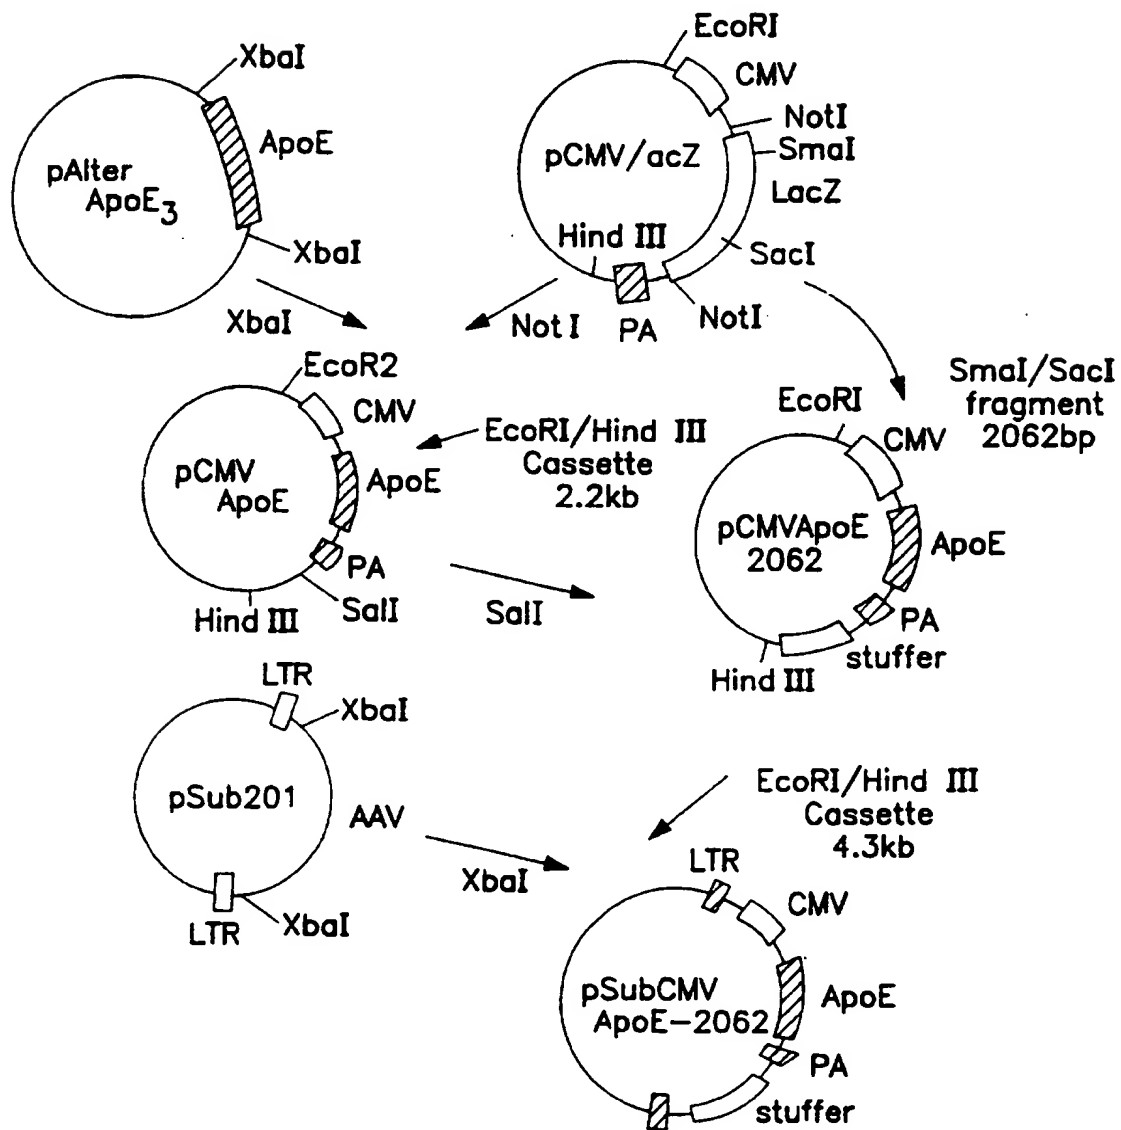 EcoRI
XbaI
CMV
NotI
ApoE
SmaI
pAlter
ApoE3
pCMV/acZ
LacZ
Hind III
XbaI
SacI
XbaI
Not I
PA
NotI
EcoR2
CMV
SmaI/SacI
fragment
2062bp
EcoRI
CMV
EcoRI/Hind III
Cassette
2.2kb
pCMV
ApoE
ApoE
pCMVApoE
2062
ApoE
PA
SalI
Hind III
SalI
PA
stuffer
Hind III
LTR
XbaI
pSub201
AAV
EcoRI/Hind III
Cassette
4.3kb
XbaI
LTR
XbaI
LTR
CMV
pSubCMV
ApoE-2062
ApoE
PA
stuffer